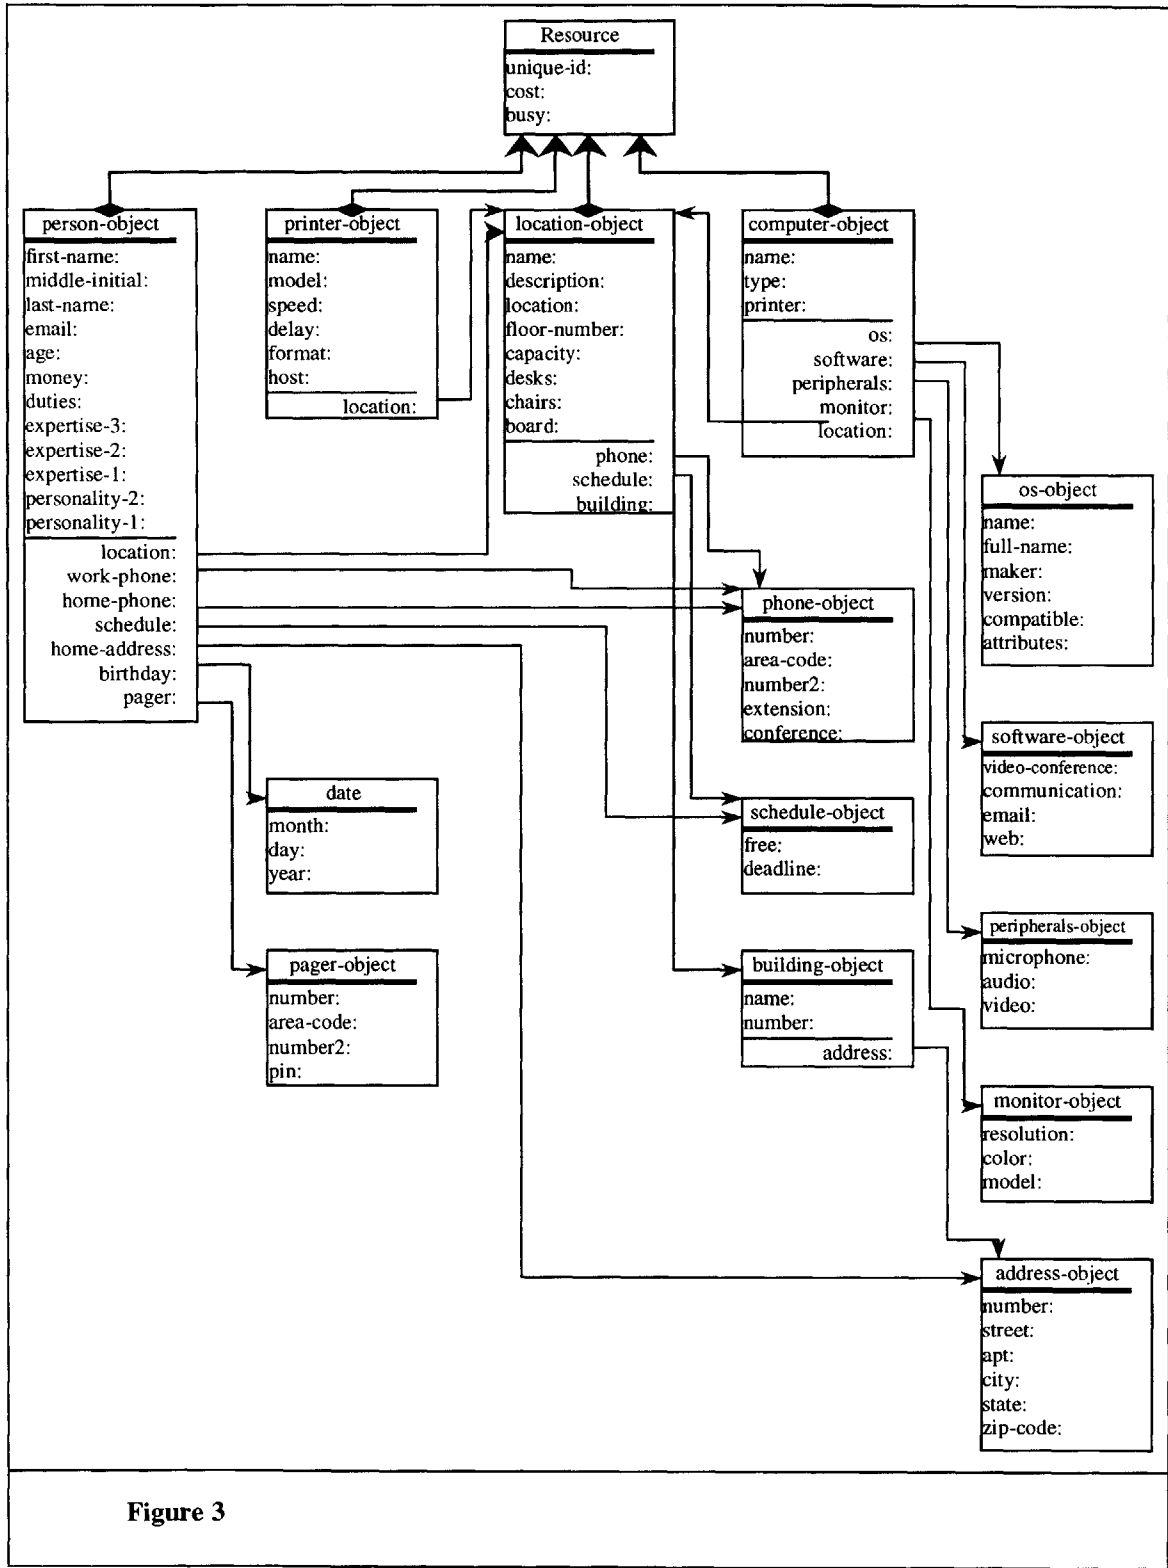 Resource
unique-id:
cost:
busy:
person-object
first-name:
middle-initial:
last-name:
email:
age:
money:
duties:
expertise-3:
expertise-2:
expertise-1:
personality-2:
personality-1:
location:
work-phone:
home-phone:
schedule:
home-address:
birthday:
pager:
printer-object
name:
model:
speed:
delay:
format:
host:
location:
location-object
name:
description:
location:
floor-number:
capacity:
desks:
chairs:
board:
phone:
schedule:
building:
computer-object
name:
type:
printer:
os:
software:
peripherals:
monitor:
location:
os-object
name:
full-name:
maker:
version:
compatible:
attributes:
phone-object
number:
area-code:
number2:
extension:
conference:
software-object
video-conference:
communication:
email:
web:
date
month:
day:
year:
schedule-object
free:
deadline:
peripherals-object
microphone:
audio:
video:
pager-object
number:
area-code:
number2:
pin:
building-object
name:
number:
address:
monitor-object
resolution:
color:
model:
address-object
number:
street:
apt:
city:
state:
zip-code:
Figure 3